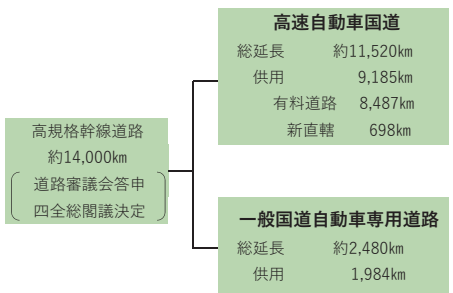 高規格幹線道路
約14,000㎞
道路審議会答申
四全総閣議決定
高速自動車国道
総延長 約11,520㎞
供用 9,185㎞
有料道路 8,487㎞
新直轄 698㎞
一般国道自動車専用道路
総延長 約2,480㎞
供用 1,984㎞